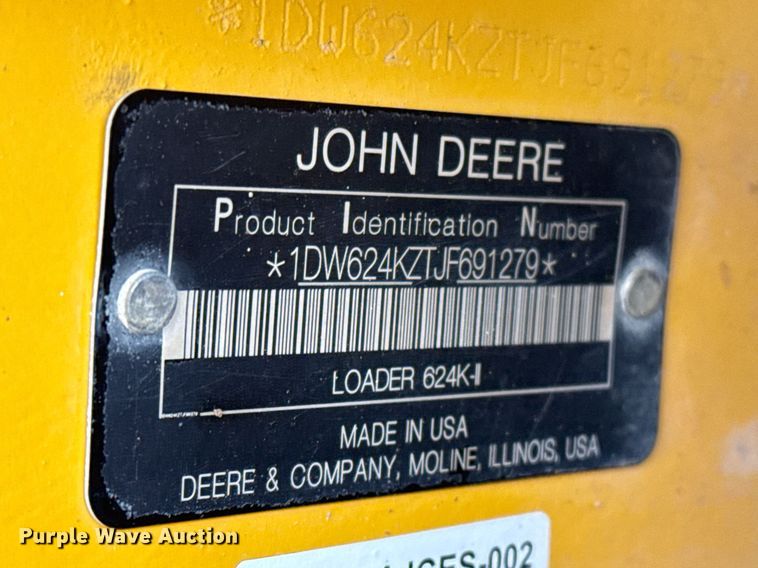 *1DW624KZTJF691279*
JOHN DEERE
Product Identification Number
*1DW624KZTJF691279*
LOADER 624K-II
MADE IN USA
DEERE & COMPANY, MOLINE, ILLINOIS, USA
Purple Wave Auction